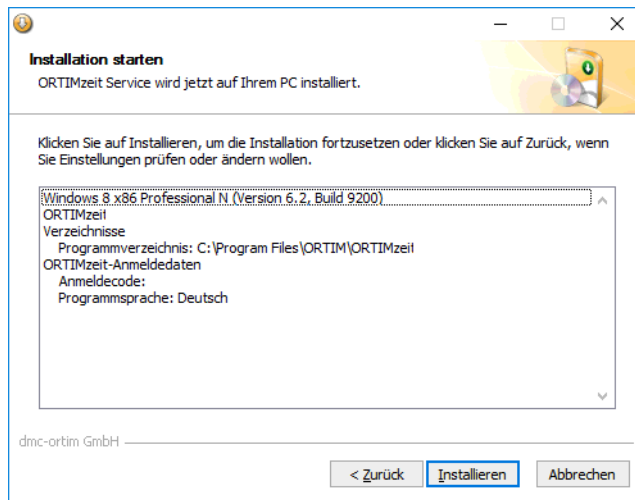 Installation starten
ORTIMzeit Service wird jetzt auf Ihrem PC installiert.
Klicken Sie auf Installieren, um die Installation fortzusetzen oder klicken Sie auf Zurück, wenn
Sie Einstellungen prüfen oder ändern wollen.
Windows 8 x86 Professional N (Version 6.2, Build 9200)
ORTIMzeit
Verzeichnisse
Programmverzeichnis: C:\Program Files\ORTIM\ORTIMzeit
ORTIMzeit-Anmeldedaten
Anmeldecode:
Programmsprache: Deutsch
dmc-ortim GmbH
< Zurück Installieren Abbrechen